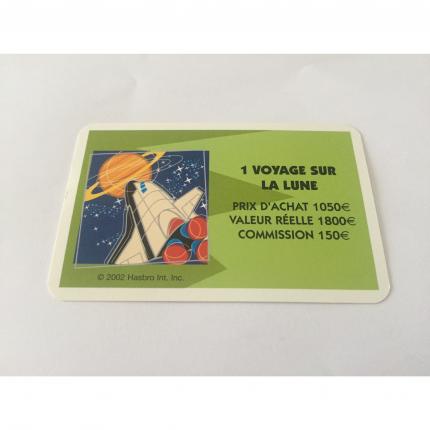 1 VOYAGE SUR
LA LUNE
PRIX D'ACHAT 1050€
VALEUR RÉELLE 1800€
COMMISSION 150€
© 2002 Hasbro Int. Inc.